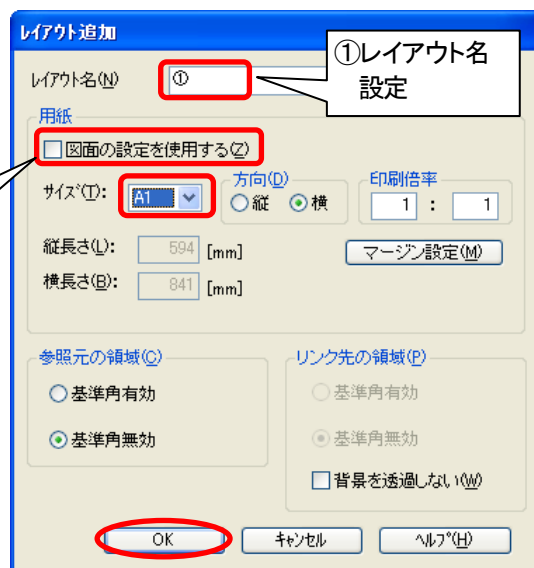 レイアウト追加
①レイアウト名
設定
レイアウト名(N)
①
用紙
図面の設定を使用する(Z)
サイズ(T):
A1
方向(D)
縦
横
印刷倍率
1 : 1
縦長さ(L):
594 [mm]
マージン設定(M)
横長さ(B):
841 [mm]
参照元の領域(C)
リンク先の領域(P)
基準角有効
基準角有効
基準角無効
基準角無効
背景を透過しない(W)
OK
キャンセル
ヘルプ(H)